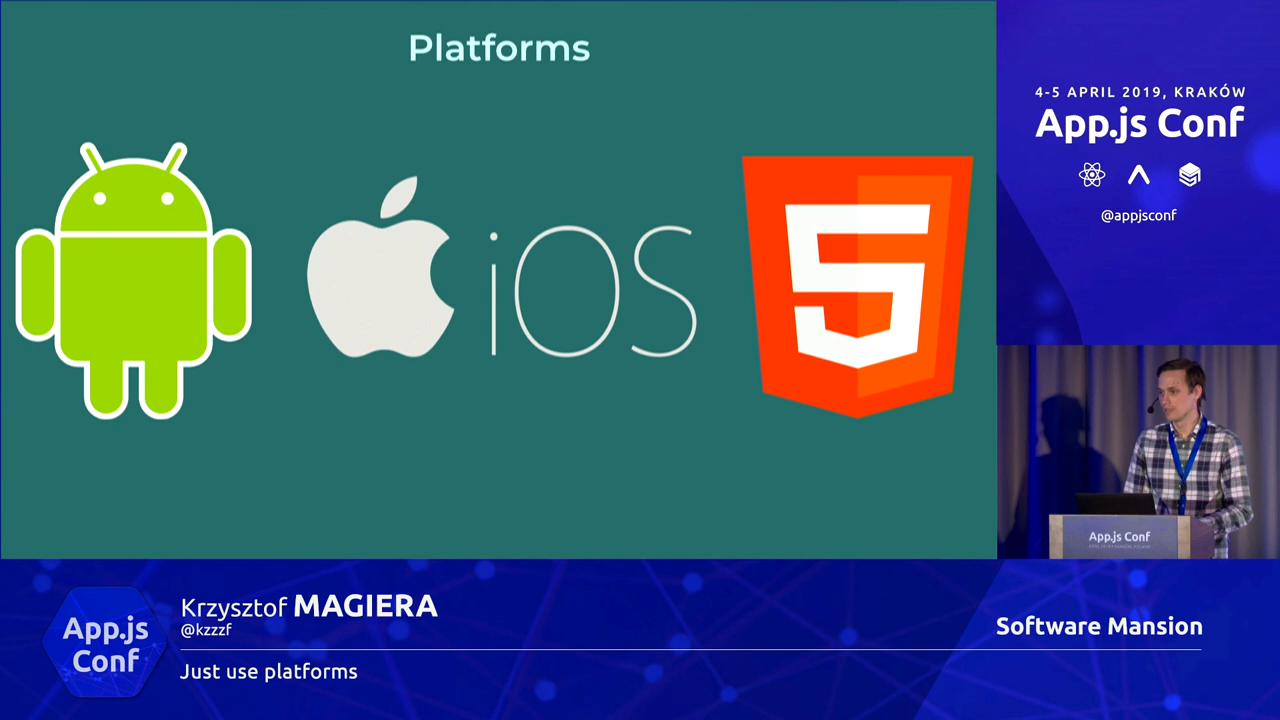 Platforms
iOS
5
4-5 APRIL 2019, KRAKÓW
App.js Conf
@appjsconf
App.js Conf
Krzysztof MAGIERA
@kzzzf
Just use platforms
App.js
Conf
Software Mansion